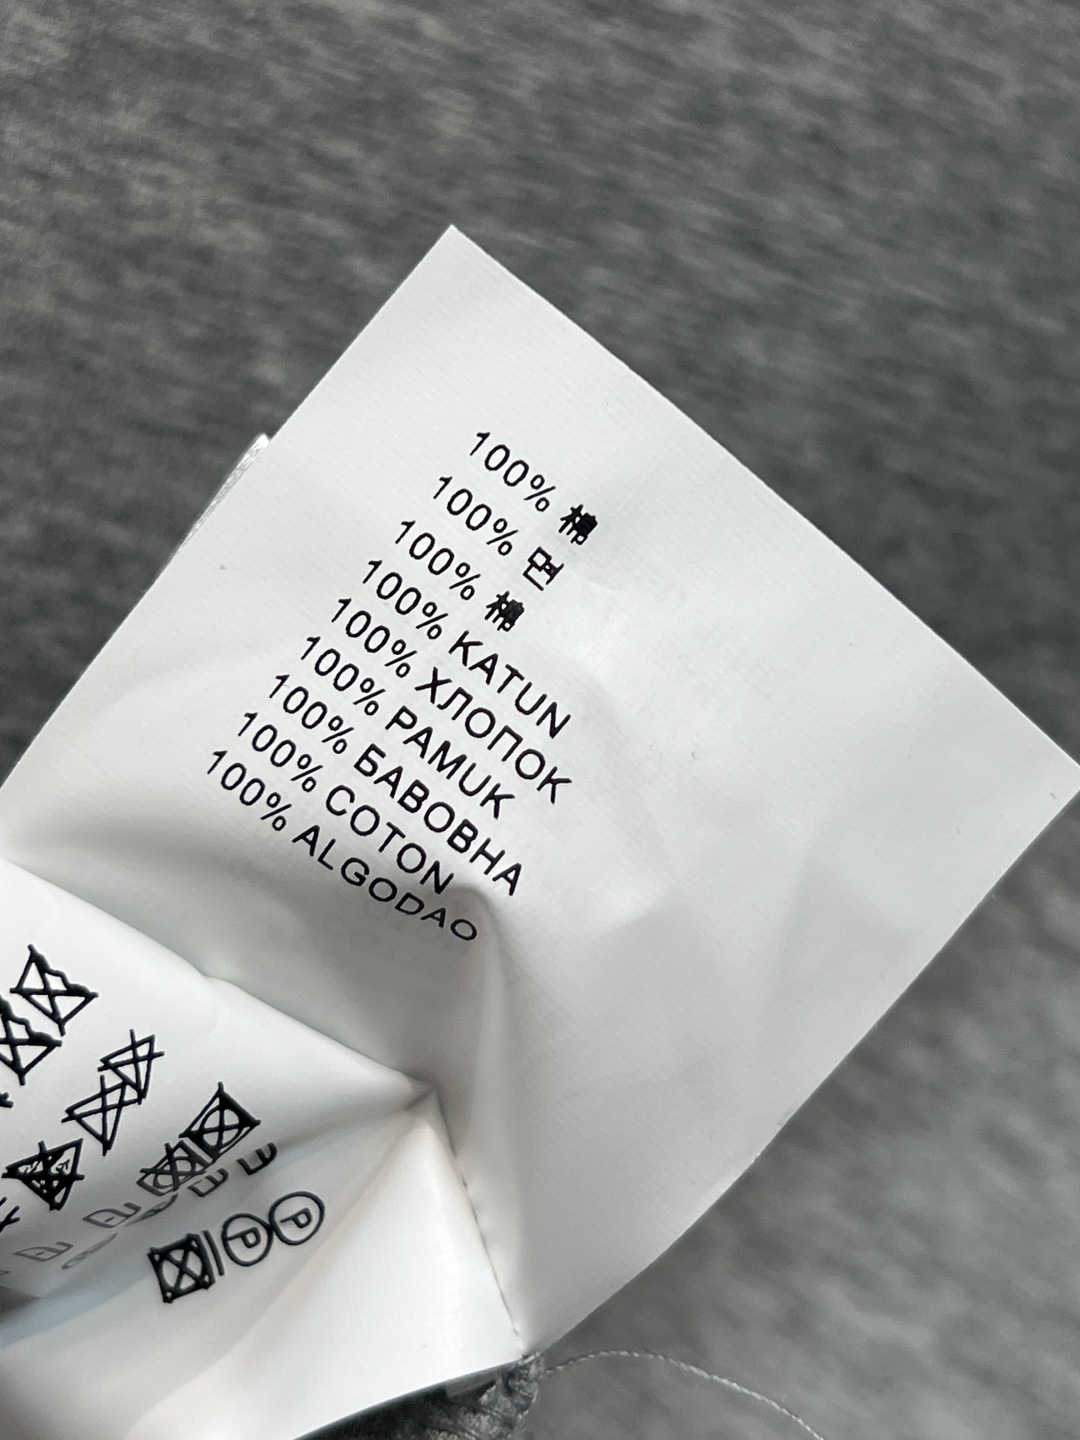 100% 棉
100% 면
100% 棉
100% KATUN
100% ХЛОПОК
100% PAMUK
100% БАВОВНА
100% COTON
100% ALGODAO
P
P